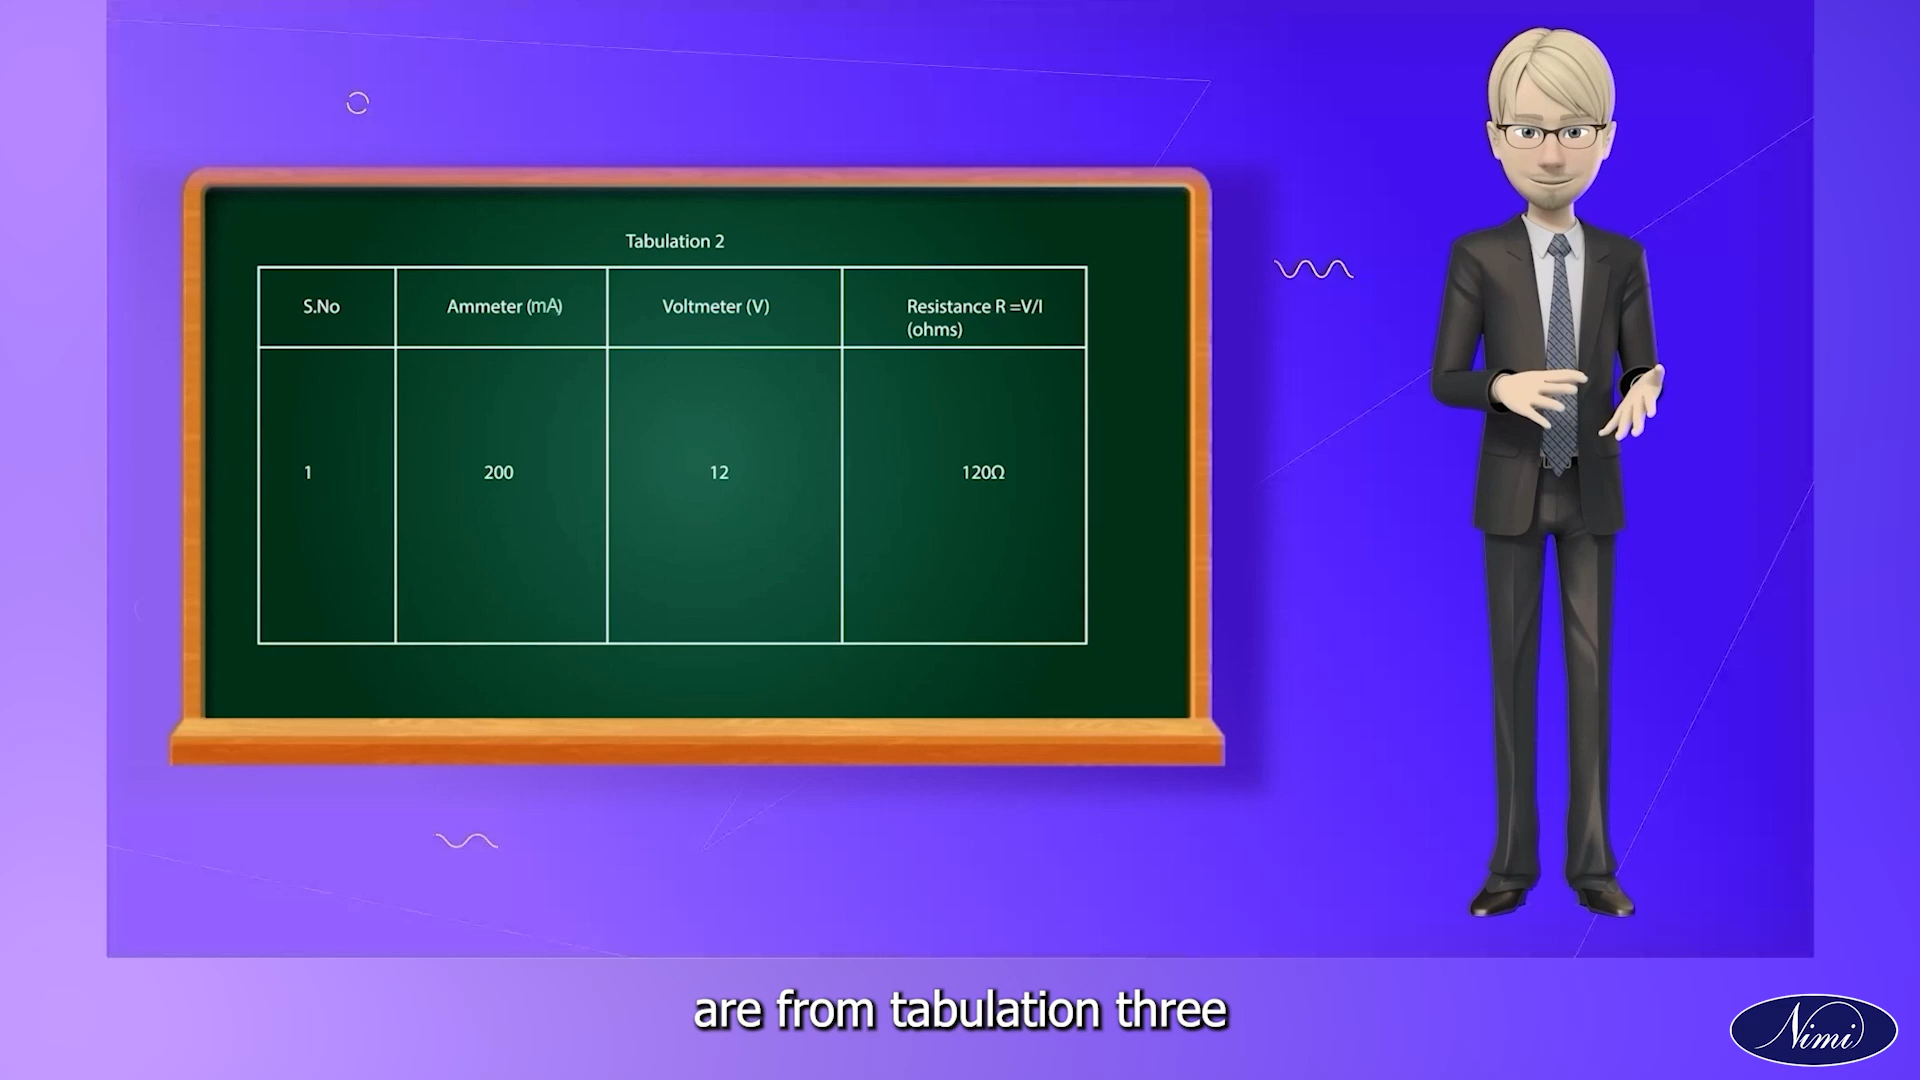 Tabulation 2
S.No
Ammeter (mA)
Voltmeter (V)
Resistance R =V/I
(ohms)
1
200
12
120Ω
are from tabulation three
Nimi